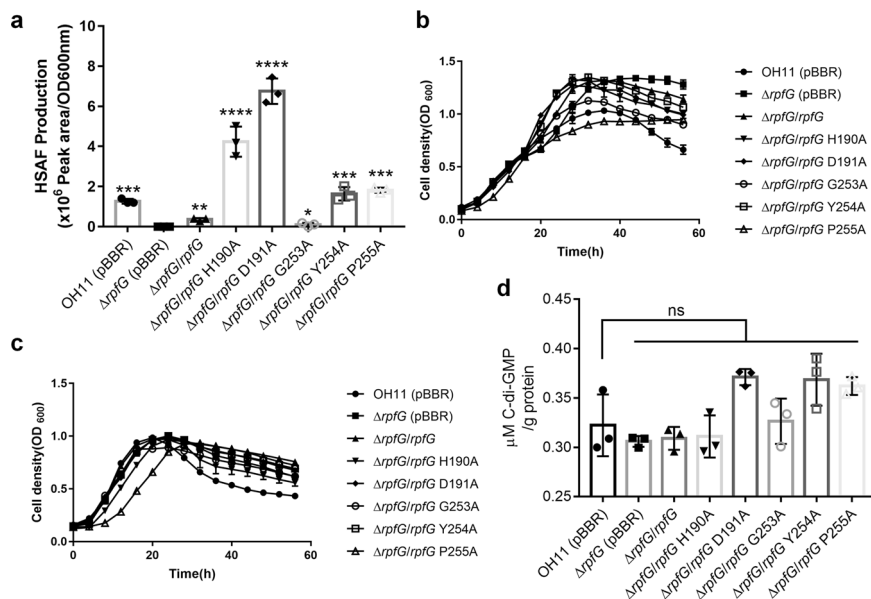 a
HSAF Production
(x10⁶ Peak area/OD600nm)
10
8
6
4
2
0
***
**
****
****
*
***
***
OH11 (pBBR)
ΔrpfG (pBBR)
ΔrpfG/rpfG
ΔrpfG/rpfG H190A
ΔrpfG/rpfG D191A
ΔrpfG/rpfG G253A
ΔrpfG/rpfG Y254A
ΔrpfG/rpfG P255A
b
Cell density(OD 600)
1.5
1.0
0.5
0.0
0
20
40
60
Time(h)
OH11 (pBBR)
ΔrpfG (pBBR)
ΔrpfG/rpfG
ΔrpfG/rpfG H190A
ΔrpfG/rpfG D191A
ΔrpfG/rpfG G253A
ΔrpfG/rpfG Y254A
ΔrpfG/rpfG P255A
c
Cell density(OD 600)
1.5
1.0
0.5
0.0
0
20
40
60
Time(h)
OH11 (pBBR)
ΔrpfG (pBBR)
ΔrpfG/rpfG
ΔrpfG/rpfG H190A
ΔrpfG/rpfG D191A
ΔrpfG/rpfG G253A
ΔrpfG/rpfG Y254A
ΔrpfG/rpfG P255A
d
μM C-di-GMP
/g protein
0.45
0.40
0.35
0.30
0.25
ns
OH11 (pBBR)
ΔrpfG (pBBR)
ΔrpfG/rpfG
ΔrpfG/rpfG H190A
ΔrpfG/rpfG D191A
ΔrpfG/rpfG G253A
ΔrpfG/rpfG Y254A
ΔrpfG/rpfG P255A